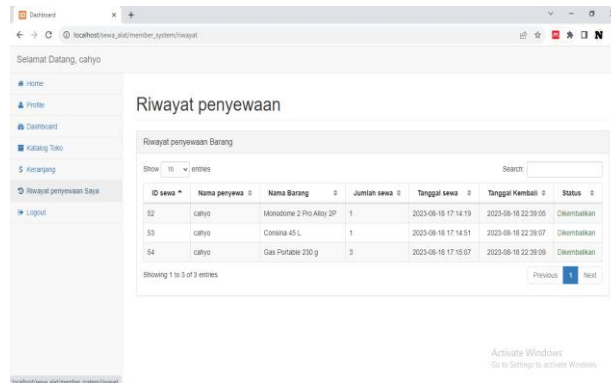 Dashboard
localhost/sewa_alat/member_system/riwayat
Selamat Datang, cahyo
Home
Profile
Dashboard
Katalog Toko
Keranjang
Riwayat penyewaan Saya
Logout
Riwayat penyewaan
Riwayat penyewaan Barang
Show 10 entries Search:
ID sewa Nama penyewa Nama Barang Jumlah sewa Tanggal sewa Tanggal Kembali Status
52 cahyo Monodome 2 Pro Alloy 2P 1 2023-08-18 17:14:19 2023-08-18 22:39:05 Dikembalikan
53 cahyo Consina 45 L 1 2023-08-18 17:14:51 2023-08-18 22:39:07 Dikembalikan
54 cahyo Gas Portable 230 g 3 2023-08-18 17:15:07 2023-08-18 22:39:09 Dikembalikan
Showing 1 to 3 of 3 entries Previous 1 Next
Activate Windows
Go to Settings to activate Windows.
localhost/sewa_alat/member_system/riwayat